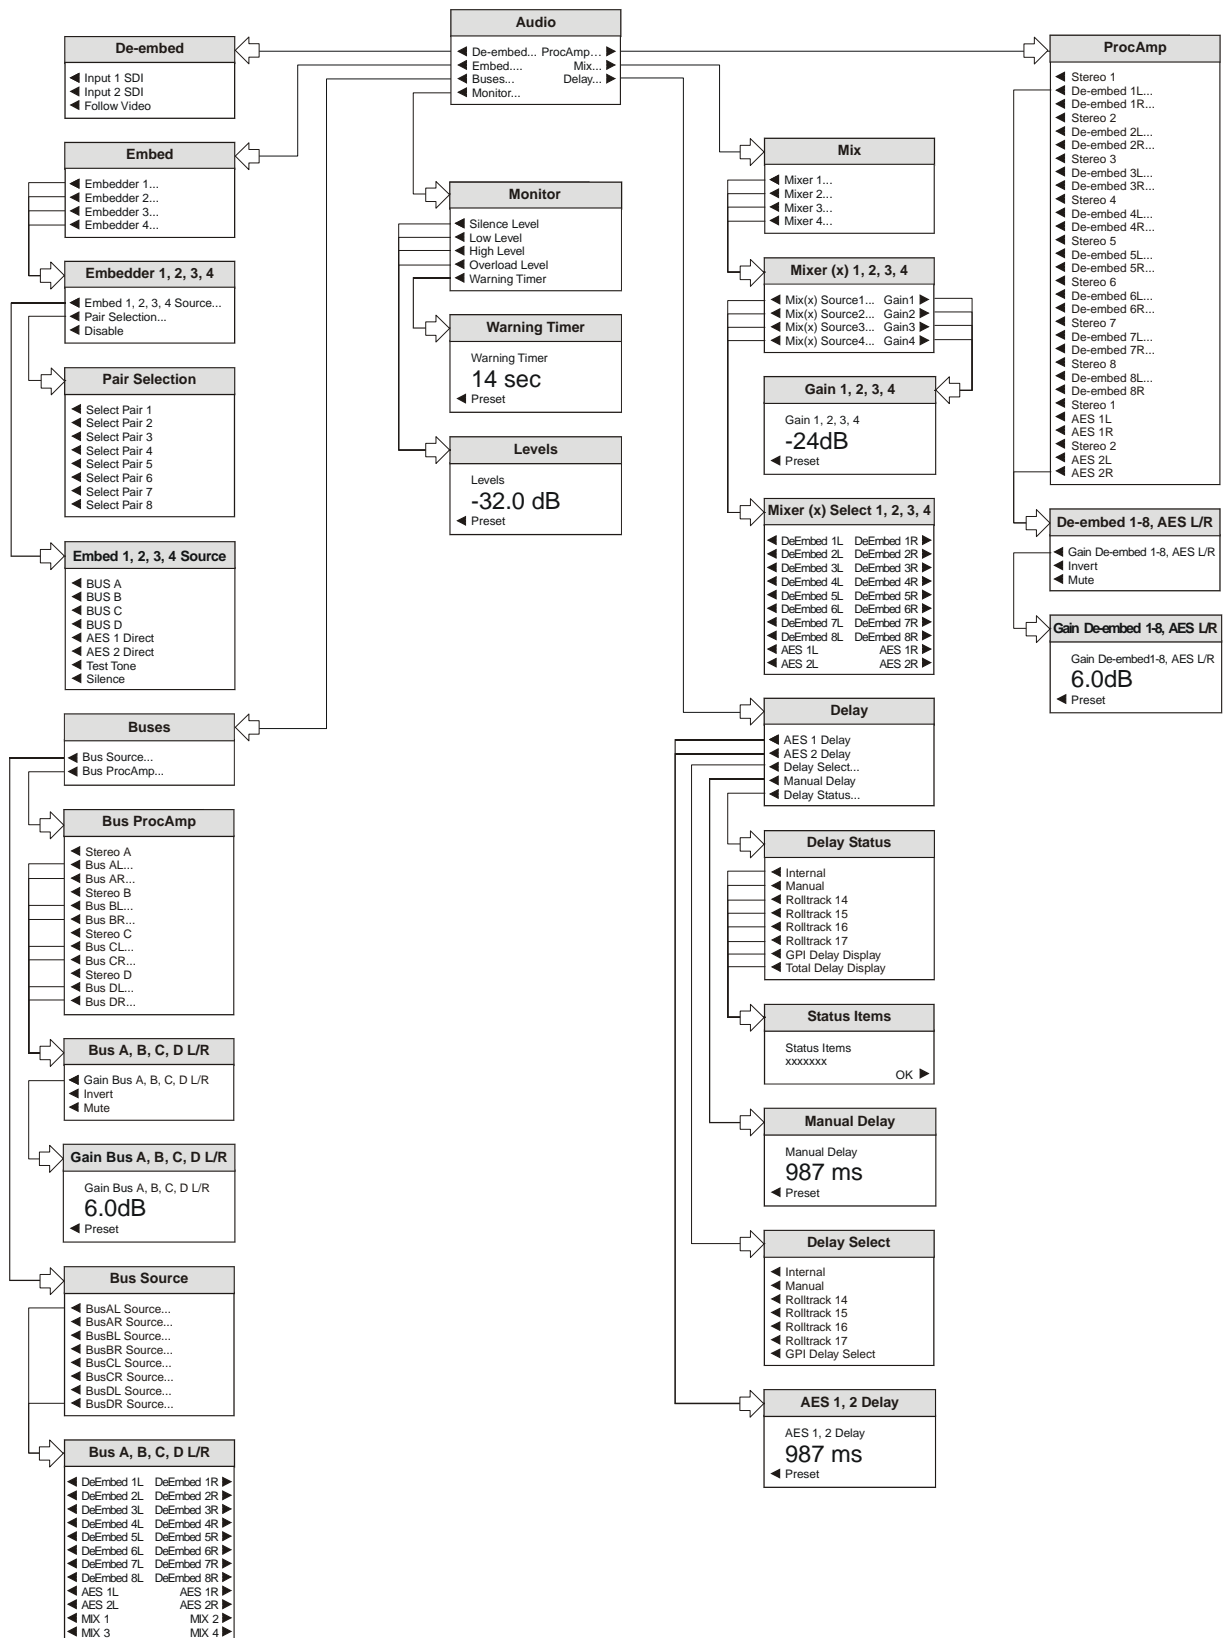 Audio
De-embed... ProcAmp...
Embed.... Mix...
Buses... Delay...
Monitor...
De-embed
Input 1 SDI
Input 2 SDI
Follow Video
Embed
Embedder 1...
Embedder 2...
Embedder 3...
Embedder 4...
Embedder 1, 2, 3, 4
Embed 1, 2, 3, 4 Source...
Pair Selection...
Disable
Pair Selection
Select Pair 1
Select Pair 2
Select Pair 3
Select Pair 4
Select Pair 5
Select Pair 6
Select Pair 7
Select Pair 8
Embed 1, 2, 3, 4 Source
BUS A
BUS B
BUS C
BUS D
AES 1 Direct
AES 2 Direct
Test Tone
Silence
Buses
Bus Source...
Bus ProcAmp...
Bus ProcAmp
Stereo A
Bus AL...
Bus AR...
Stereo B
Bus BL...
Bus BR...
Stereo C
Bus CL...
Bus CR...
Stereo D
Bus DL...
Bus DR...
Bus A, B, C, D L/R
Gain Bus A, B, C, D L/R
Invert
Mute
Gain Bus A, B, C, D L/R
Gain Bus A, B, C, D L/R
6.0dB
Preset
Bus Source
BusAL Source...
BusAR Source...
BusBL Source...
BusBR Source...
BusCL Source...
BusCR Source...
BusDL Source...
BusDR Source...
Bus A, B, C, D L/R
DeEmbed 1L DeEmbed 1R
DeEmbed 2L DeEmbed 2R
DeEmbed 3L DeEmbed 3R
DeEmbed 4L DeEmbed 4R
DeEmbed 5L DeEmbed 5R
DeEmbed 6L DeEmbed 6R
DeEmbed 7L DeEmbed 7R
DeEmbed 8L DeEmbed 8R
AES 1L AES 1R
AES 2L AES 2R
MIX 1 MIX 2
MIX 3 MIX 4
Monitor
Silence Level
Low Level
High Level
Overload Level
Warning Timer
Warning Timer
Warning Timer
14 sec
Preset
Levels
Levels
-32.0 dB
Preset
Mix
Mixer 1...
Mixer 2...
Mixer 3...
Mixer 4...
Mixer (x) 1, 2, 3, 4
Mix(x) Source1... Gain1
Mix(x) Source2... Gain2
Mix(x) Source3... Gain3
Mix(x) Source4... Gain4
Gain 1, 2, 3, 4
Gain 1, 2, 3, 4
-24dB
Preset
Mixer (x) Select 1, 2, 3, 4
DeEmbed 1L DeEmbed 1R
DeEmbed 2L DeEmbed 2R
DeEmbed 3L DeEmbed 3R
DeEmbed 4L DeEmbed 4R
DeEmbed 5L DeEmbed 5R
DeEmbed 6L DeEmbed 6R
DeEmbed 7L DeEmbed 7R
DeEmbed 8L DeEmbed 8R
AES 1L AES 1R
AES 2L AES 2R
Delay
AES 1 Delay
AES 2 Delay
Delay Select...
Manual Delay
Delay Status...
Delay Status
Internal
Manual
Rolltrack 14
Rolltrack 15
Rolltrack 16
Rolltrack 17
GPI Delay Display
Total Delay Display
Status Items
Status Items
xxxxxxx
OK
Manual Delay
Manual Delay
987 ms
Preset
Delay Select
Internal
Manual
Rolltrack 14
Rolltrack 15
Rolltrack 16
Rolltrack 17
GPI Delay Select
AES 1, 2 Delay
AES 1, 2 Delay
987 ms
Preset
ProcAmp
Stereo 1
De-embed 1L...
De-embed 1R...
Stereo 2
De-embed 2L...
De-embed 2R...
Stereo 3
De-embed 3L...
De-embed 3R...
Stereo 4
De-embed 4L...
De-embed 4R...
Stereo 5
De-embed 5L...
De-embed 5R...
Stereo 6
De-embed 6L...
De-embed 6R...
Stereo 7
De-embed 7L...
De-embed 7R...
Stereo 8
De-embed 8L...
De-embed 8R
Stereo 1
AES 1L
AES 1R
Stereo 2
AES 2L
AES 2R
De-embed 1-8, AES L/R
Gain De-embed 1-8, AES L/R
Invert
Mute
Gain De-embed 1-8, AES L/R
Gain De-embed1-8, AES L/R
6.0dB
Preset